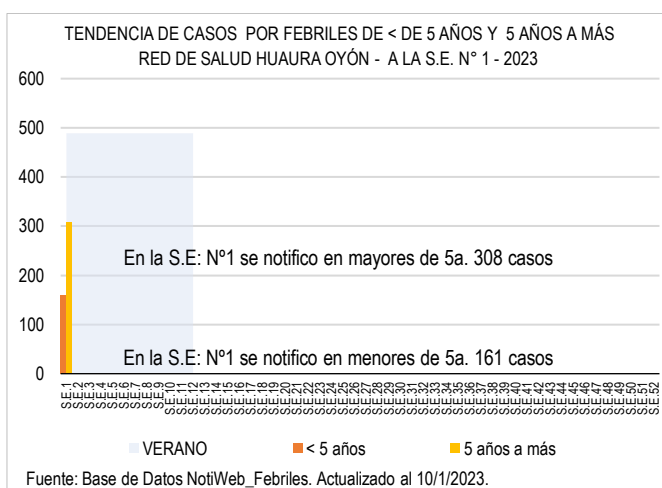 TENDENCIA DE CASOS POR FEBRILES DE < DE 5 AÑOS Y 5 AÑOS A MÁS
RED DE SALUD HUAURA OYÓN - A LA S.E. N° 1 - 2023
600
500
400
300
200
100
0
En la S.E: Nº1 se notifico en mayores de 5a. 308 casos
En la S.E: Nº1 se notifico en menores de 5a. 161 casos
S.E.1
S.E.2
S.E.3
S.E.4
S.E.5
S.E.6
S.E.7
S.E.8
S.E.9
S.E.10
S.E.11
S.E.12
S.E.13
S.E.14
S.E.15
S.E.16
S.E.17
S.E.18
S.E.19
S.E.20
S.E.21
S.E.22
S.E.23
S.E.24
S.E.25
S.E.26
S.E.27
S.E.28
S.E.29
S.E.30
S.E.31
S.E.32
S.E.33
S.E.34
S.E.35
S.E.36
S.E.37
S.E.38
S.E.39
S.E.40
S.E.41
S.E.42
S.E.43
S.E.44
S.E.45
S.E.46
S.E.47
S.E.48
S.E.49
S.E.50
S.E.51
S.E.52
VERANO
< 5 años
5 años a más
Fuente: Base de Datos NotiWeb_Febriles. Actualizado al 10/1/2023.